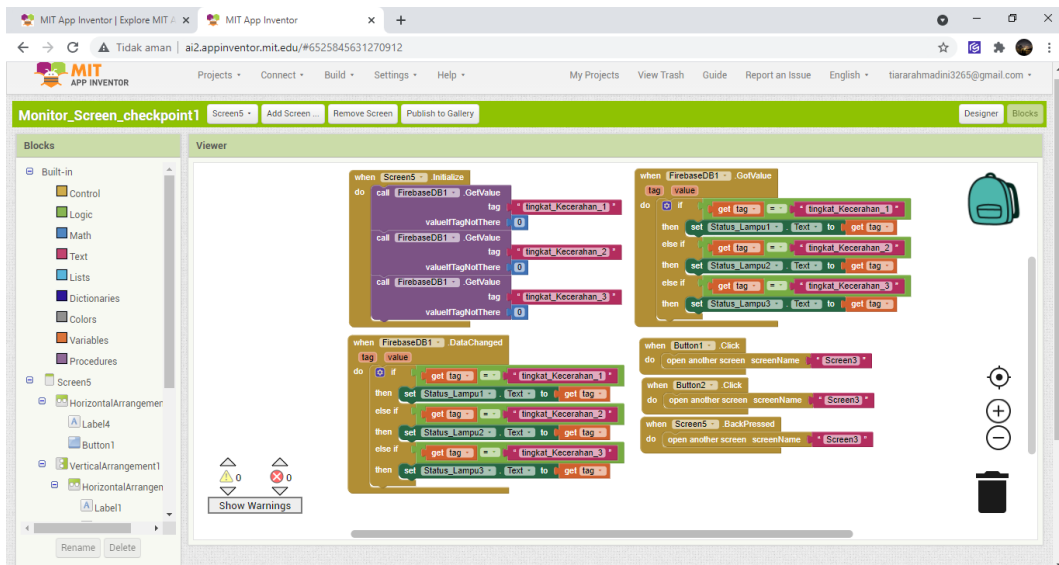 MIT App Inventor | Explore MIT A
MIT App Inventor
Tidak aman | ai2.appinventor.mit.edu/#6525845631270912
MIT
APP INVENTOR
Projects Connect Build Settings Help My Projects View Trash Guide Report an Issue English tiararahmadini3265@gmail.com
Monitor_Screen_checkpoint1 Screen5 Add Screen ... Remove Screen Publish to Gallery Designer Blocks
Blocks
Viewer
Built-in
Control
Logic
Math
Text
Lists
Dictionaries
Colors
Variables
Procedures
Screen5
HorizontalArrangemer
Label4
Button1
VerticalArrangement1
HorizontalArrangen
Label1
Rename Delete
when Screen5 .Initialize
do call FirebaseDB1 .GetValue
tag " tingkat_Kecerahan_1 "
valueIfTagNotThere 0
call FirebaseDB1 .GetValue
tag " tingkat_Kecerahan_2 "
valueIfTagNotThere 0
call FirebaseDB1 .GetValue
tag " tingkat_Kecerahan_3 "
valueIfTagNotThere 0
when FirebaseDB1 .GotValue
tag value
do if get tag = " tingkat_Kecerahan_1 "
then set Status_Lampu1 . Text to get tag
else if get tag = " tingkat_Kecerahan_2 "
then set Status_Lampu2 . Text to get tag
else if get tag = " tingkat_Kecerahan_3 "
then set Status_Lampu3 . Text to get tag
when FirebaseDB1 .DataChanged
tag value
do if get tag = " tingkat_Kecerahan_1 "
then set Status_Lampu1 . Text to get tag
else if get tag = " tingkat_Kecerahan_2 "
then set Status_Lampu2 . Text to get tag
else if get tag = " tingkat_Kecerahan_3 "
then set Status_Lampu3 . Text to get tag
when Button1 .Click
do open another screen screenName " Screen3 "
when Button2 .Click
do open another screen screenName " Screen3 "
when Screen5 .BackPressed
do open another screen screenName " Screen3 "
0 0
Show Warnings